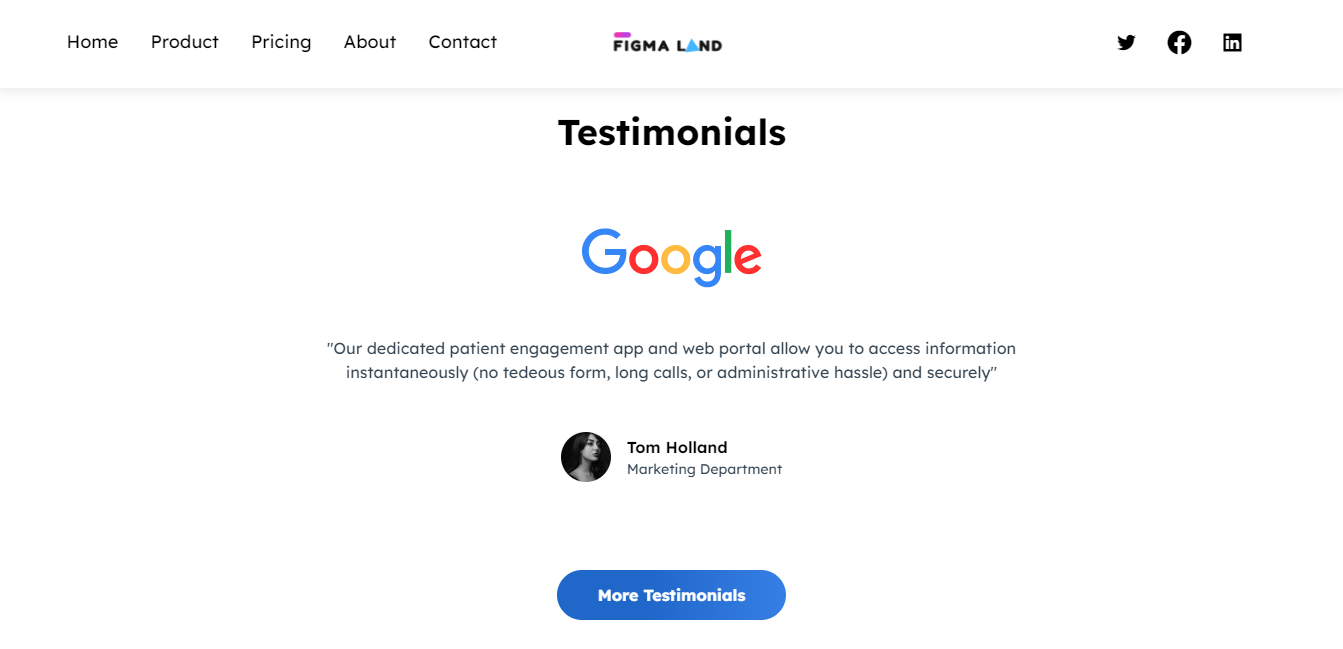 Home Product Pricing About Contact FIGMA LAND
Testimonials
Google
"Our dedicated patient engagement app and web portal allow you to access information
instantaneously (no tedeous form, long calls, or administrative hassle) and securely"
Tom Holland
Marketing Department
More Testimonials